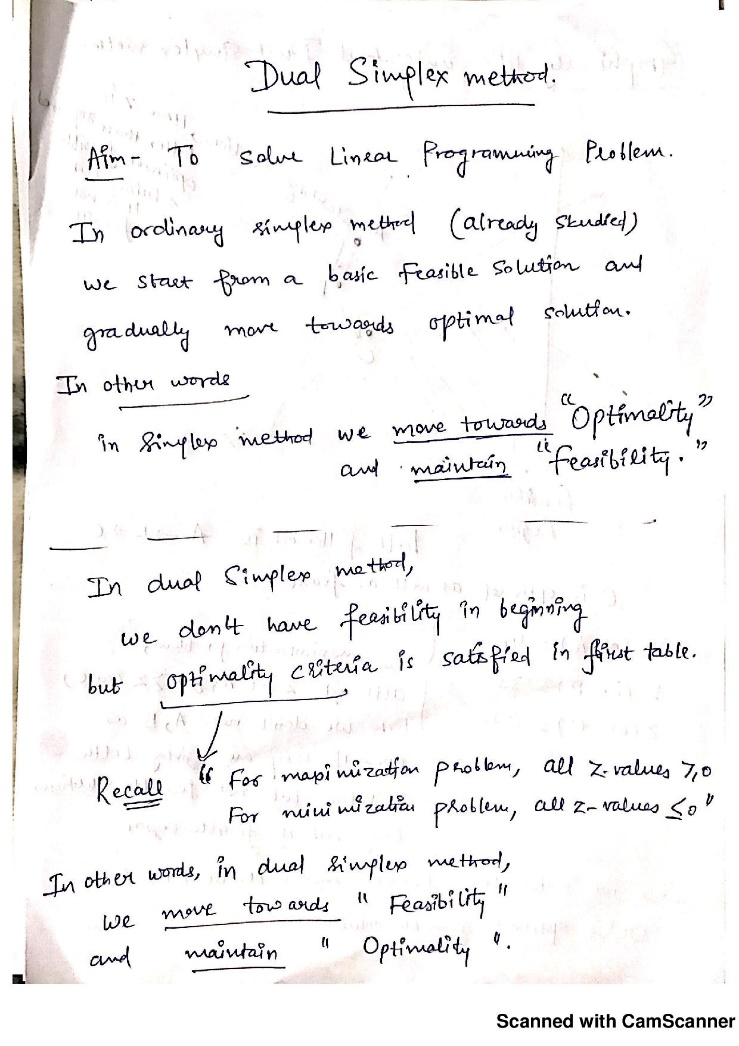 Dual Simplex method.
Aim- To solve Linear Programming Problem.
In ordinary simplex method (already studied)
we start from a basic feasible solution and
gradually move towards optimal solution.
In other words
in Simplex method we move towards "Optimality"
and maintain "feasibility."
In dual Simplex method,
we don't have feasibility in beginning
but optimality criteria is satisfied in first table.
Recall " For maximization problem, all Z-values ≥0
For minimization problem, all Z-values ≤0"
In other words, in dual simplex method,
we move towards " Feasibility "
and maintain " Optimality ".
Scanned with CamScanner